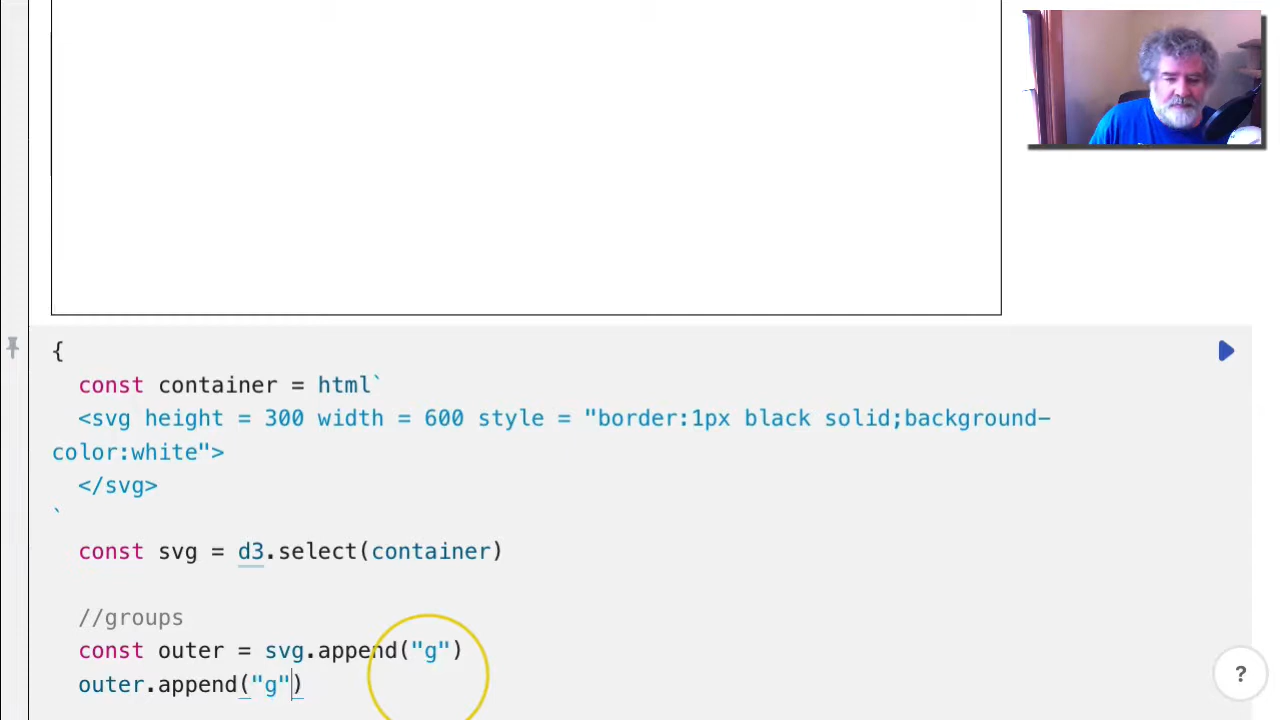 {
const container = html`
<svg height = 300 width = 600 style = "border:1px black solid;background-
color:white">
</svg>
`
const svg = d3.select(container)
//groups
const outer = svg.append("g")
outer.append("g")
?